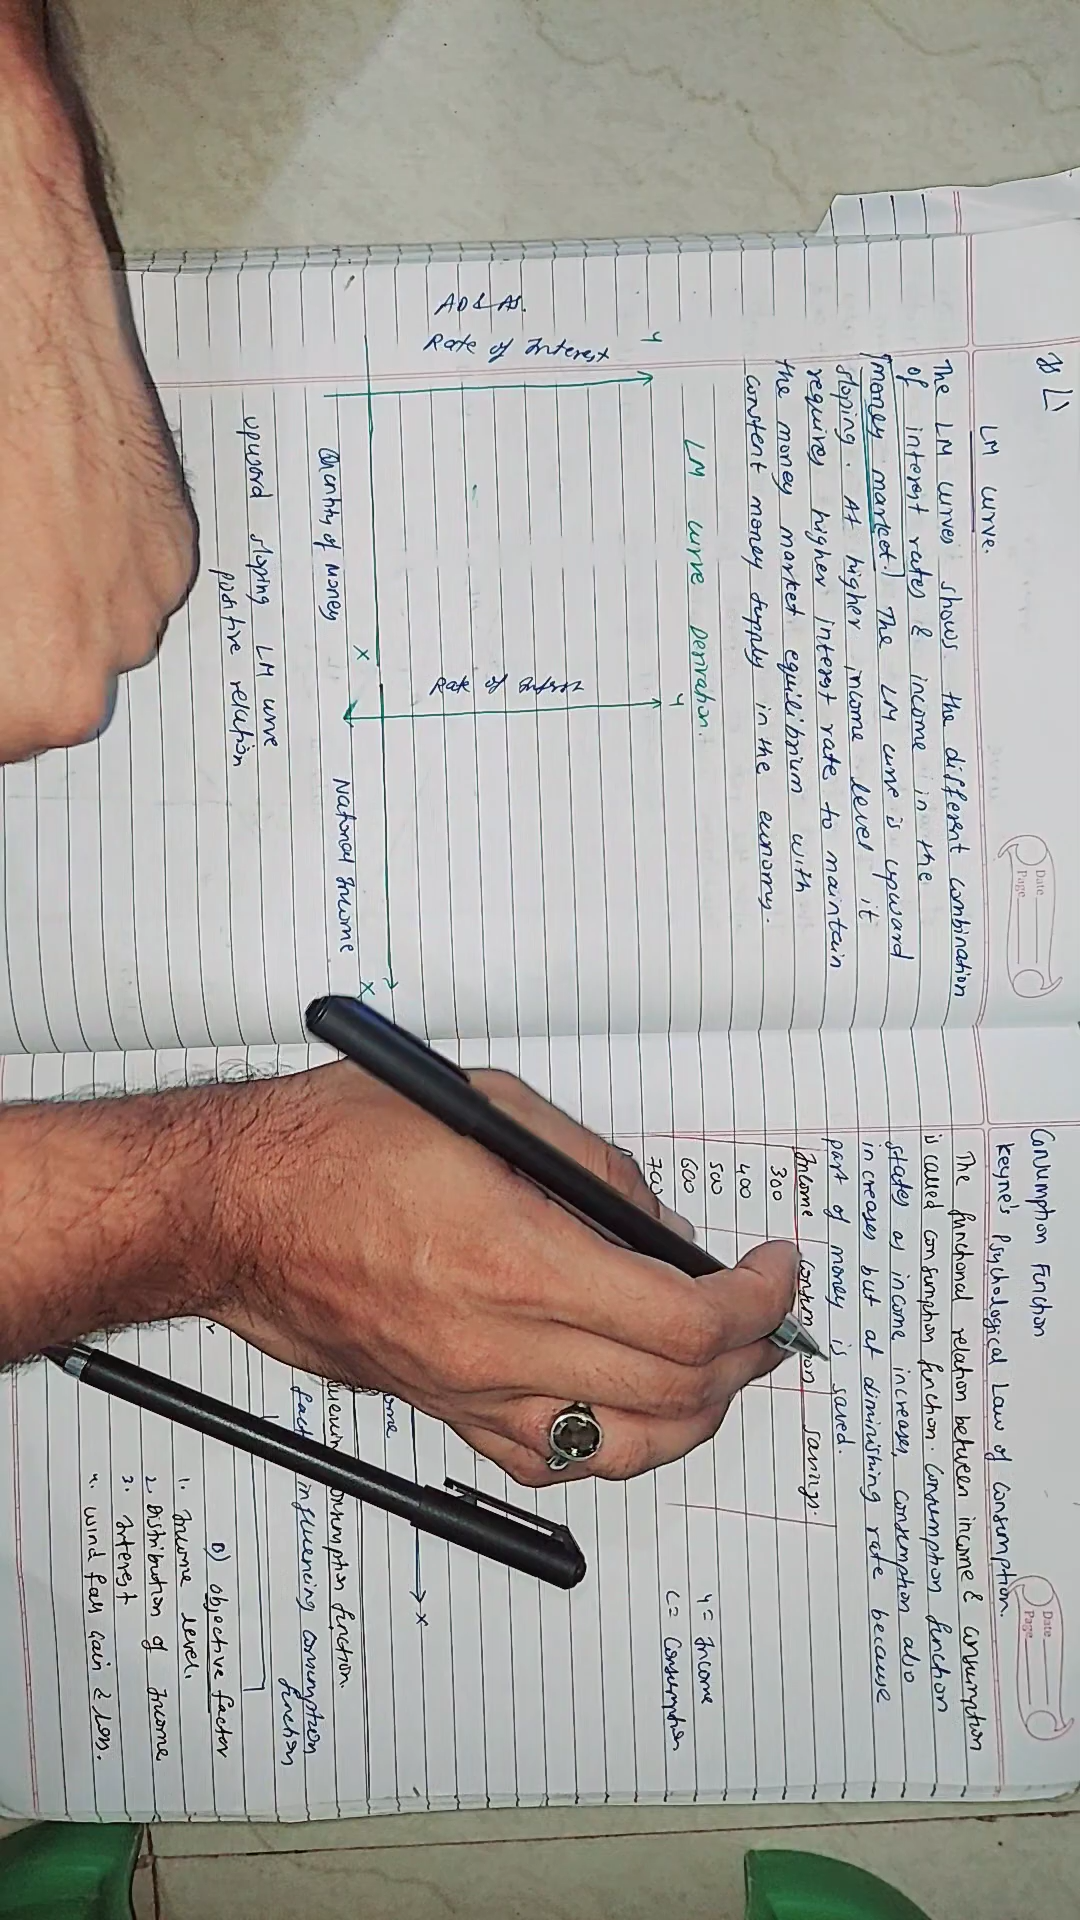 LM curve.
The LM curves shows the different combination
of interest rates & income in the
(money market.) The LM curve is upward
sloping. At higher income level it
requires higher interest rate to maintain
the money market equilibrium with
constent money supply in the eunomy.
LM curve Derivation.
y
y
Rate of Interest
AD & AS.
Rate of
X
X
Quantity of Money
National Income
upward sloping LM curve
positive relation
Date
Page
Consumption Function
Keyne's Psychological Law of Consumption.
The functional relation between income & consumption
is called consumption function. Consumption function
states as income increases, consumption also
increases but at diminishing rate because
part of money is saved.
Income savings.
300
400
500
600
700
y = Income
C = Consumption
X
function.
influencing consumption
function
B) objective factor
1. Income level.
2. Distribution of Income
3. Interest
4. wind fall Gain & loss.
Date
Page